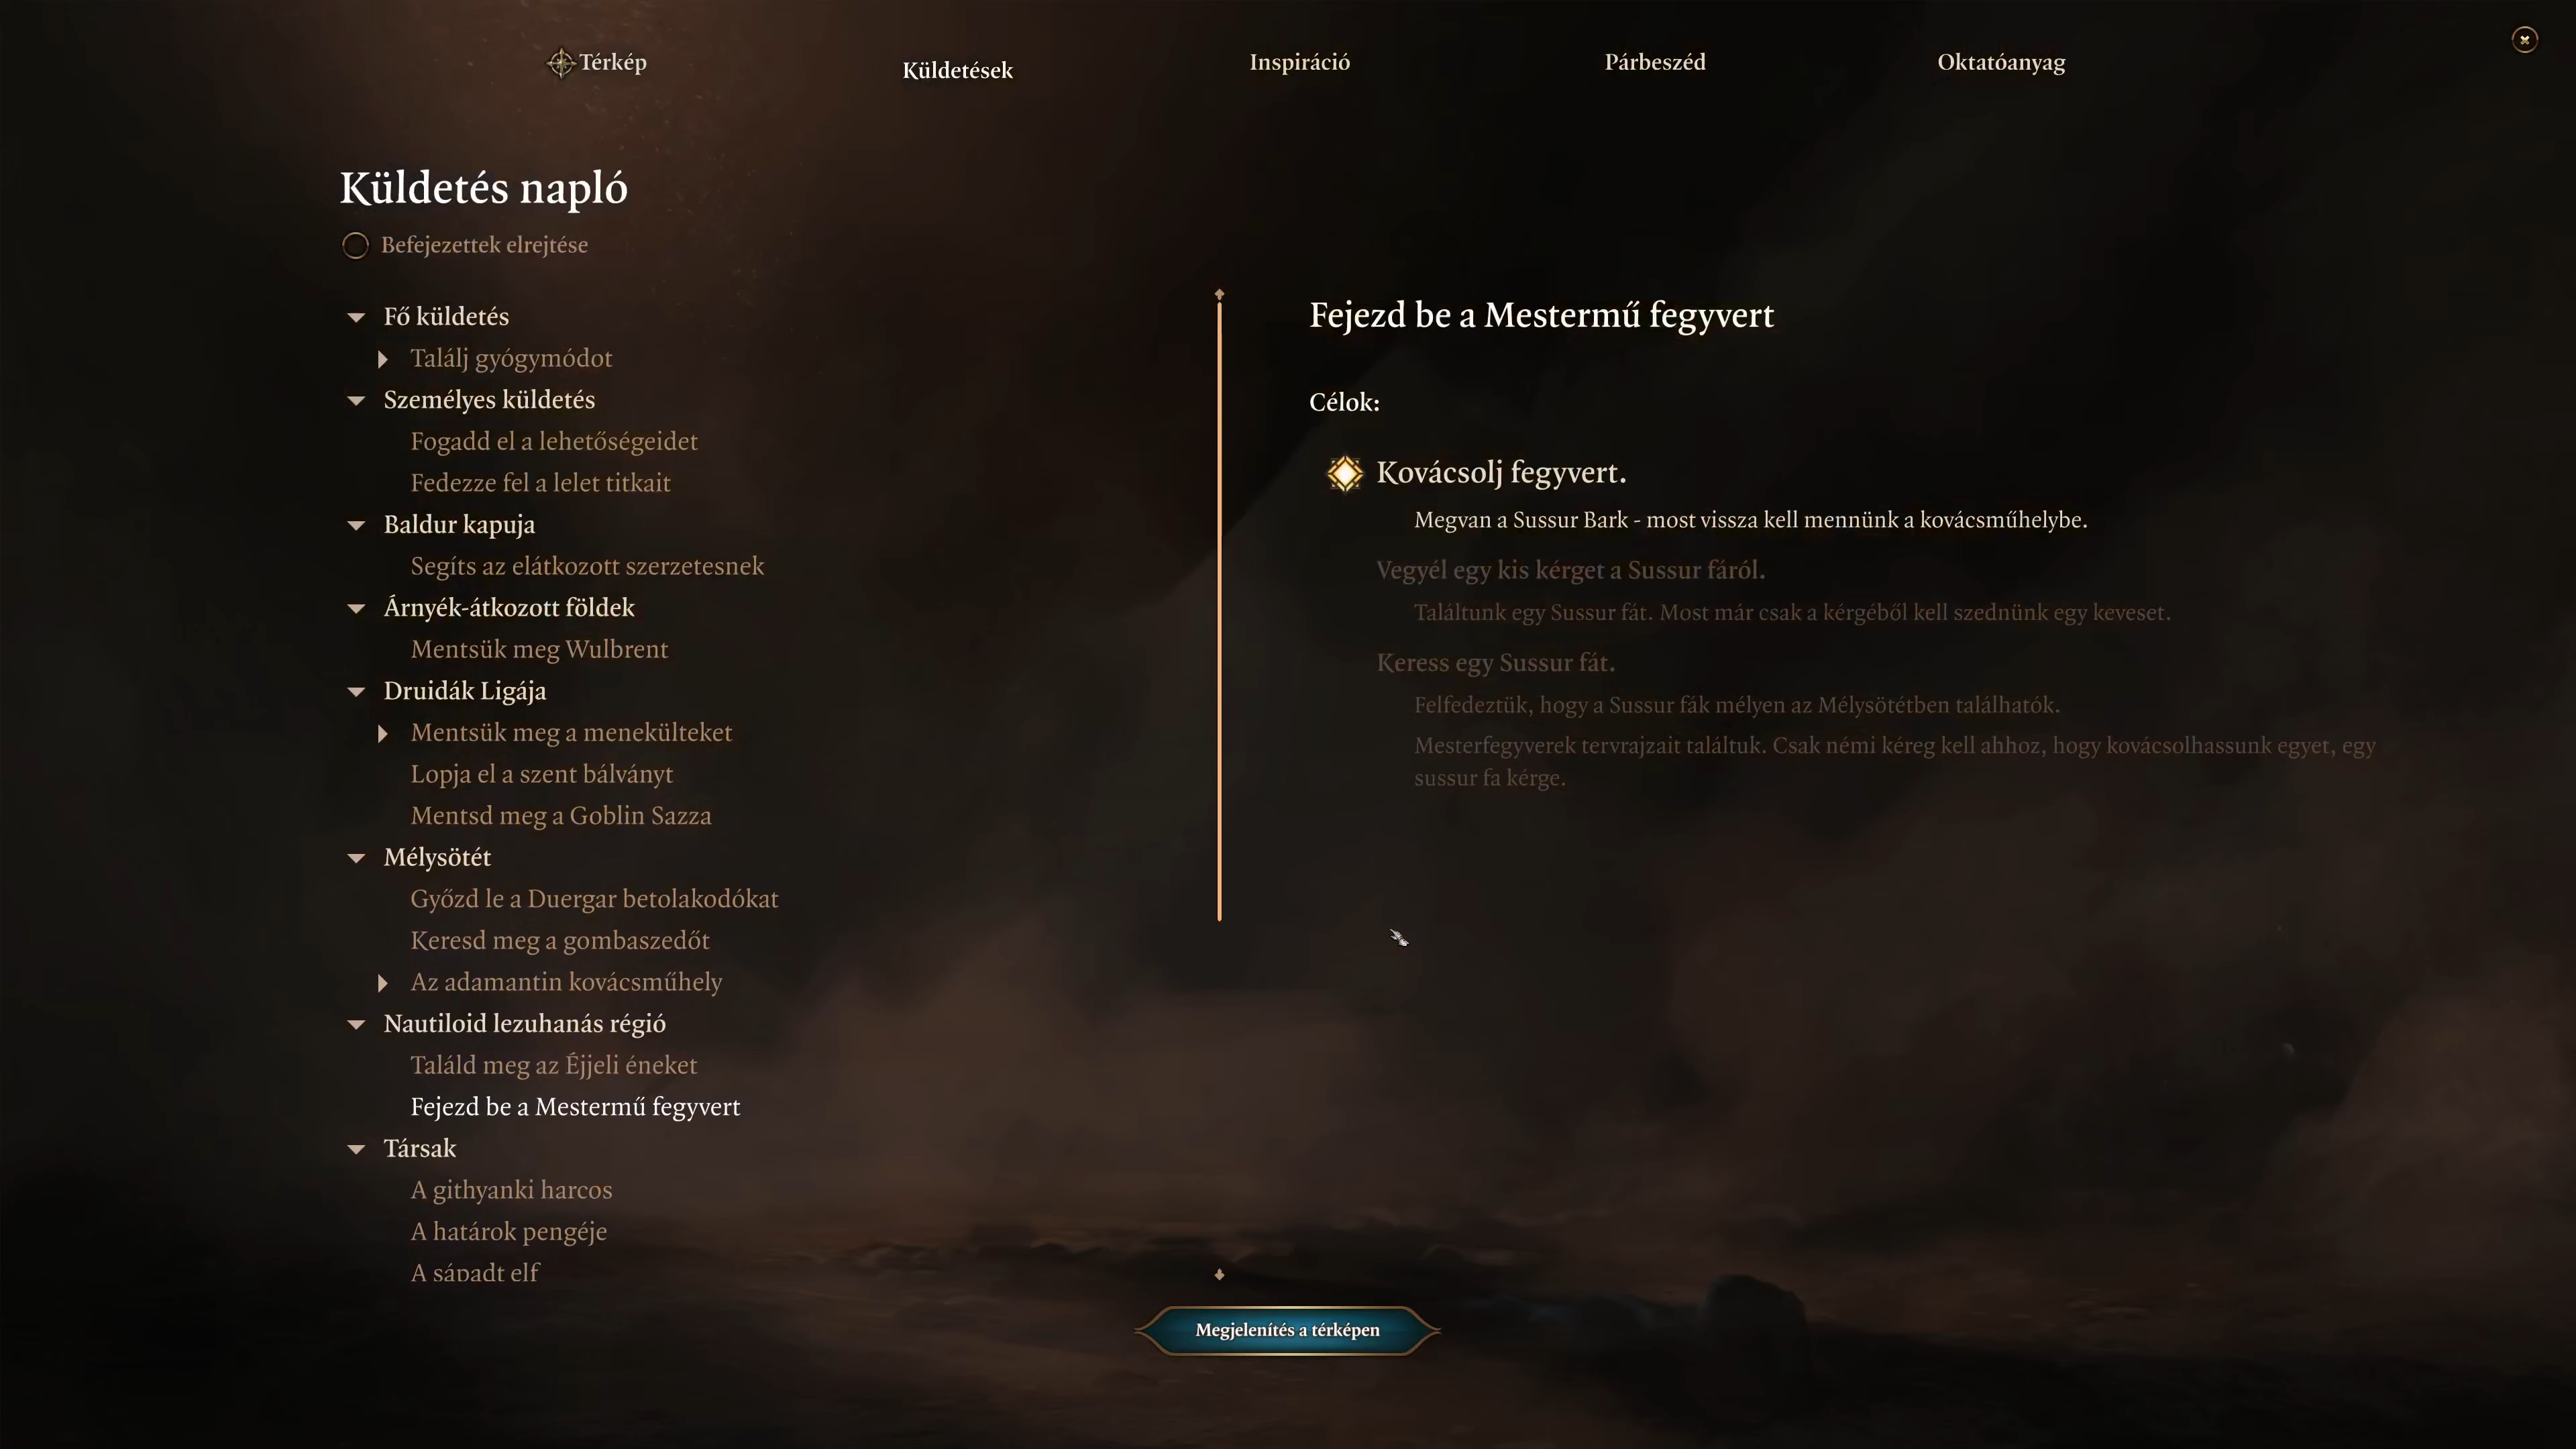 Térkép
Küldetések
Inspiráció
Párbeszéd
Oktatóanyag
Küldetés napló
Befejezettek elrejtése
Fő küldetés
Találj gyógymódot
Személyes küldetés
Fogadd el a lehetőségeidet
Fedezze fel a lelet titkait
Baldur kapuja
Segíts az elátkozott szerzetesnek
Árnyék-átkozott földek
Mentsük meg Wulbrent
Druidák Ligája
Mentsük meg a menekülteket
Lopja el a szent bálványt
Mentsd meg a Goblin Sazza
Mélysötét
Győzd le a Duergar betolakodókat
Keresd meg a gombaszedőt
Az adamantin kovácsműhely
Nautiloid lezuhanás régió
Találd meg az Éjjeli éneket
Fejezd be a Mestermű fegyvert
Társak
A githyanki harcos
A határok pengéje
A sápadt elf
Fejezd be a Mestermű fegyvert
Célok:
Kovácsolj fegyvert.
Megvan a Sussur Bark - most vissza kell mennünk a kovácsműhelybe.
Vegyél egy kis kérget a Sussur fáról.
Találtunk egy Sussur fát. Most már csak a kérgéből kell szednünk egy keveset.
Keress egy Sussur fát.
Felfedeztük, hogy a Sussur fák mélyen az Mélysötétben találhatók.
Mesterfegyverek tervrajzait találtuk. Csak némi kéreg kell ahhoz, hogy kovácsolhassunk egyet, egy
sussur fa kérge.
Megjelenítés a térképen